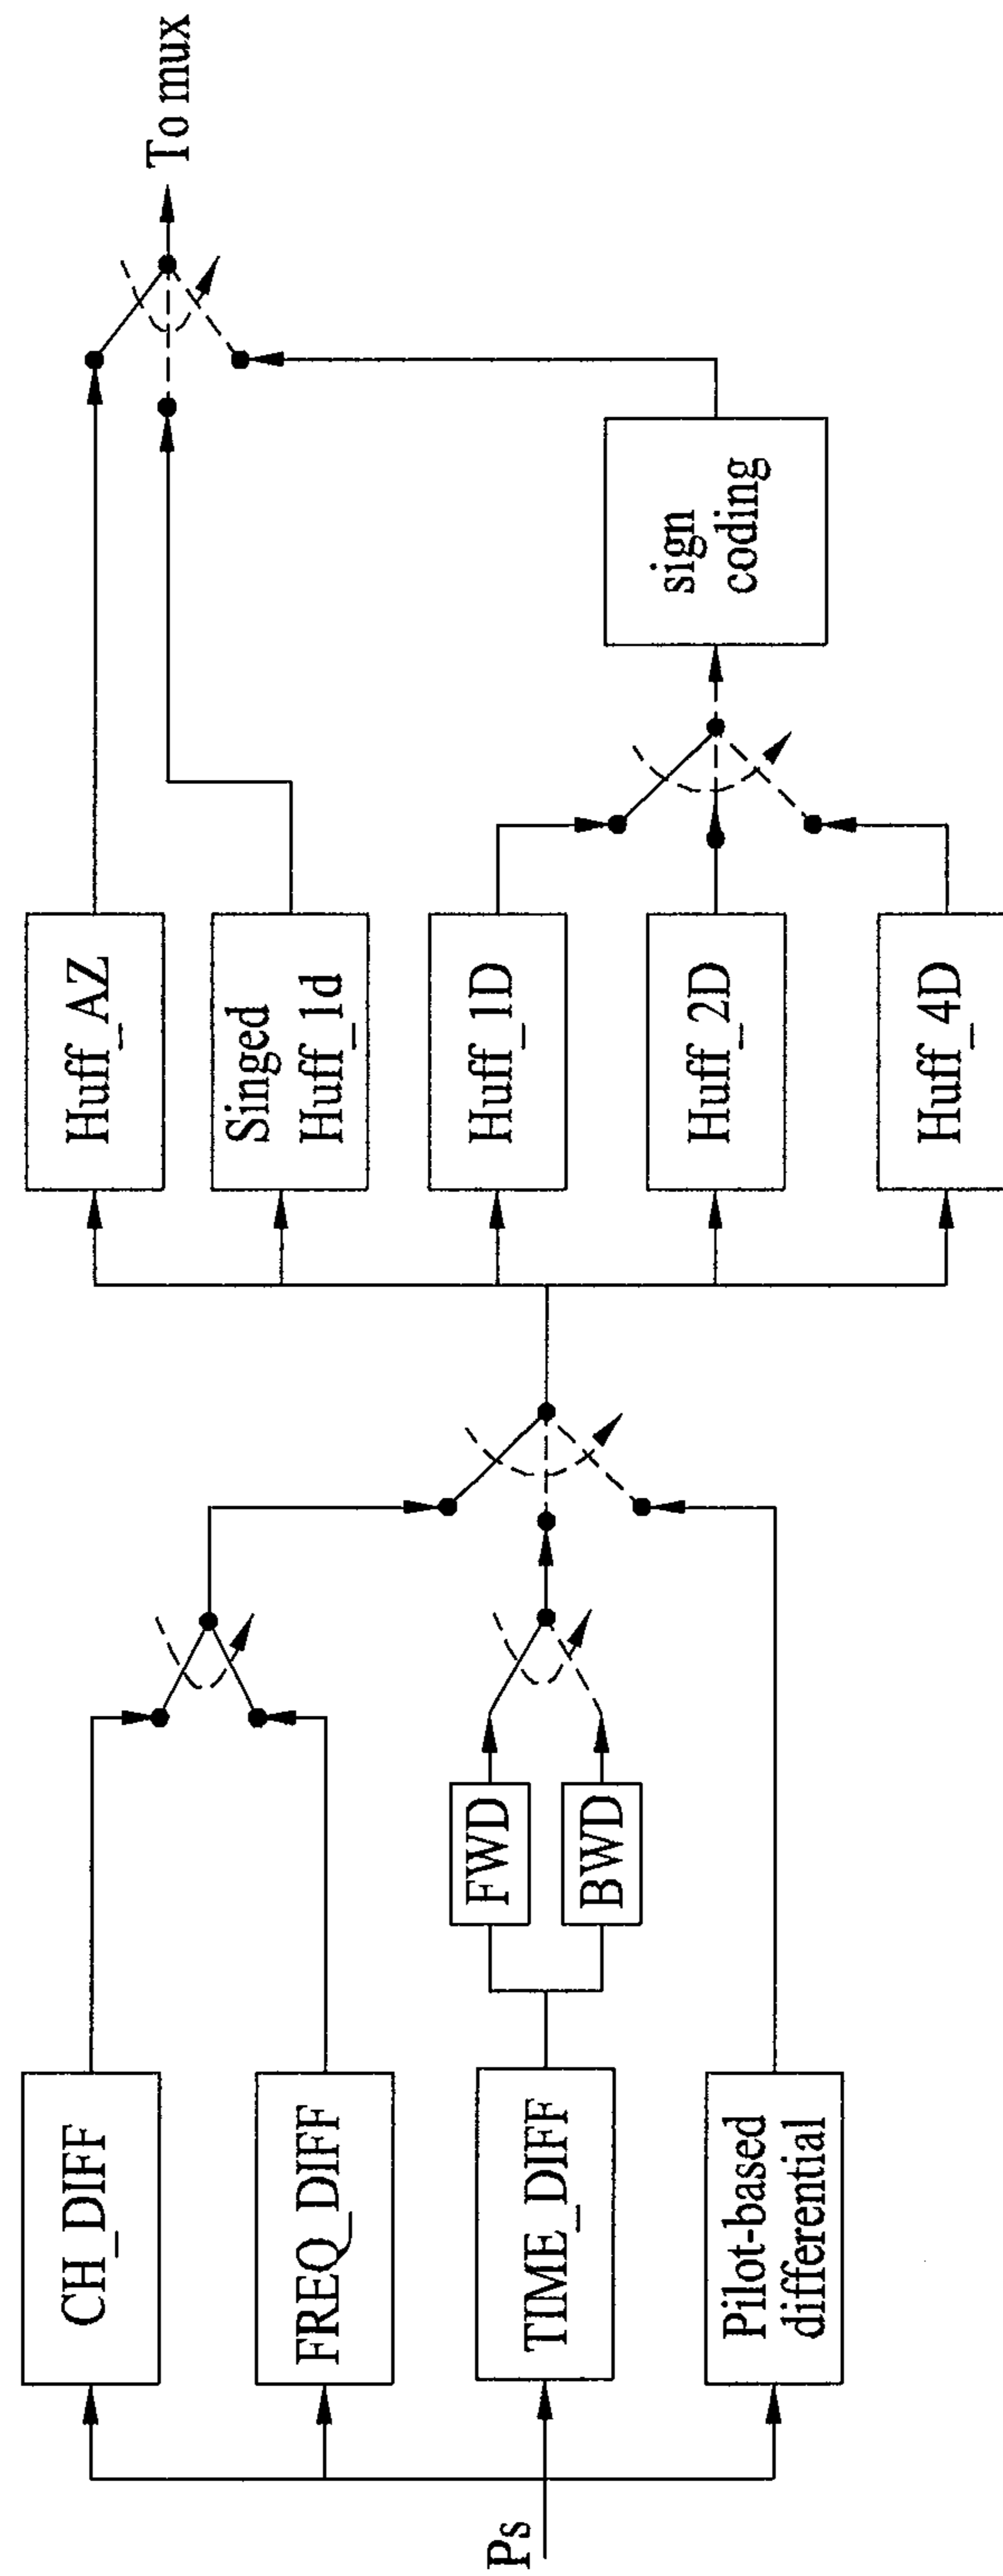 Ps
CH_DIFF
FREQ_DIFF
TIME_DIFF
Pilot-based
differential
FWD
BWD
Huff_AZ
Singed
Huff_1d
Huff_1D
Huff_2D
Huff_4D
sign
coding
To mux